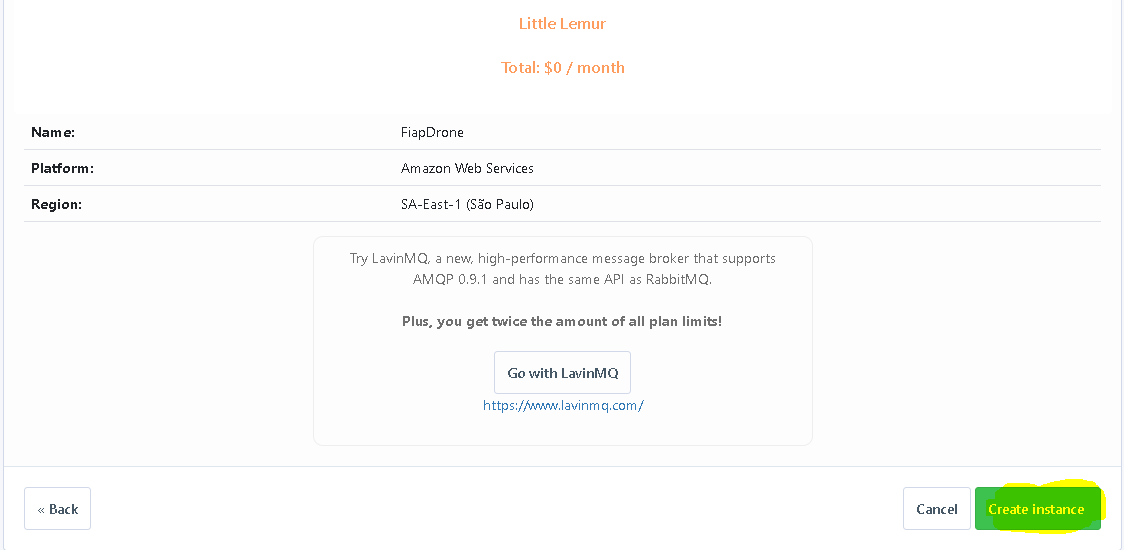 Little Lemur
Total: $0 / month
Name: FiapDrone
Platform: Amazon Web Services
Region: SA-East-1 (São Paulo)
Try LavinMQ, a new, high-performance message broker that supports
AMQP 0.9.1 and has the same API as RabbitMQ.
Plus, you get twice the amount of all plan limits!
Go with LavinMQ
https://www.lavinmq.com/
« Back
Cancel
Create instance